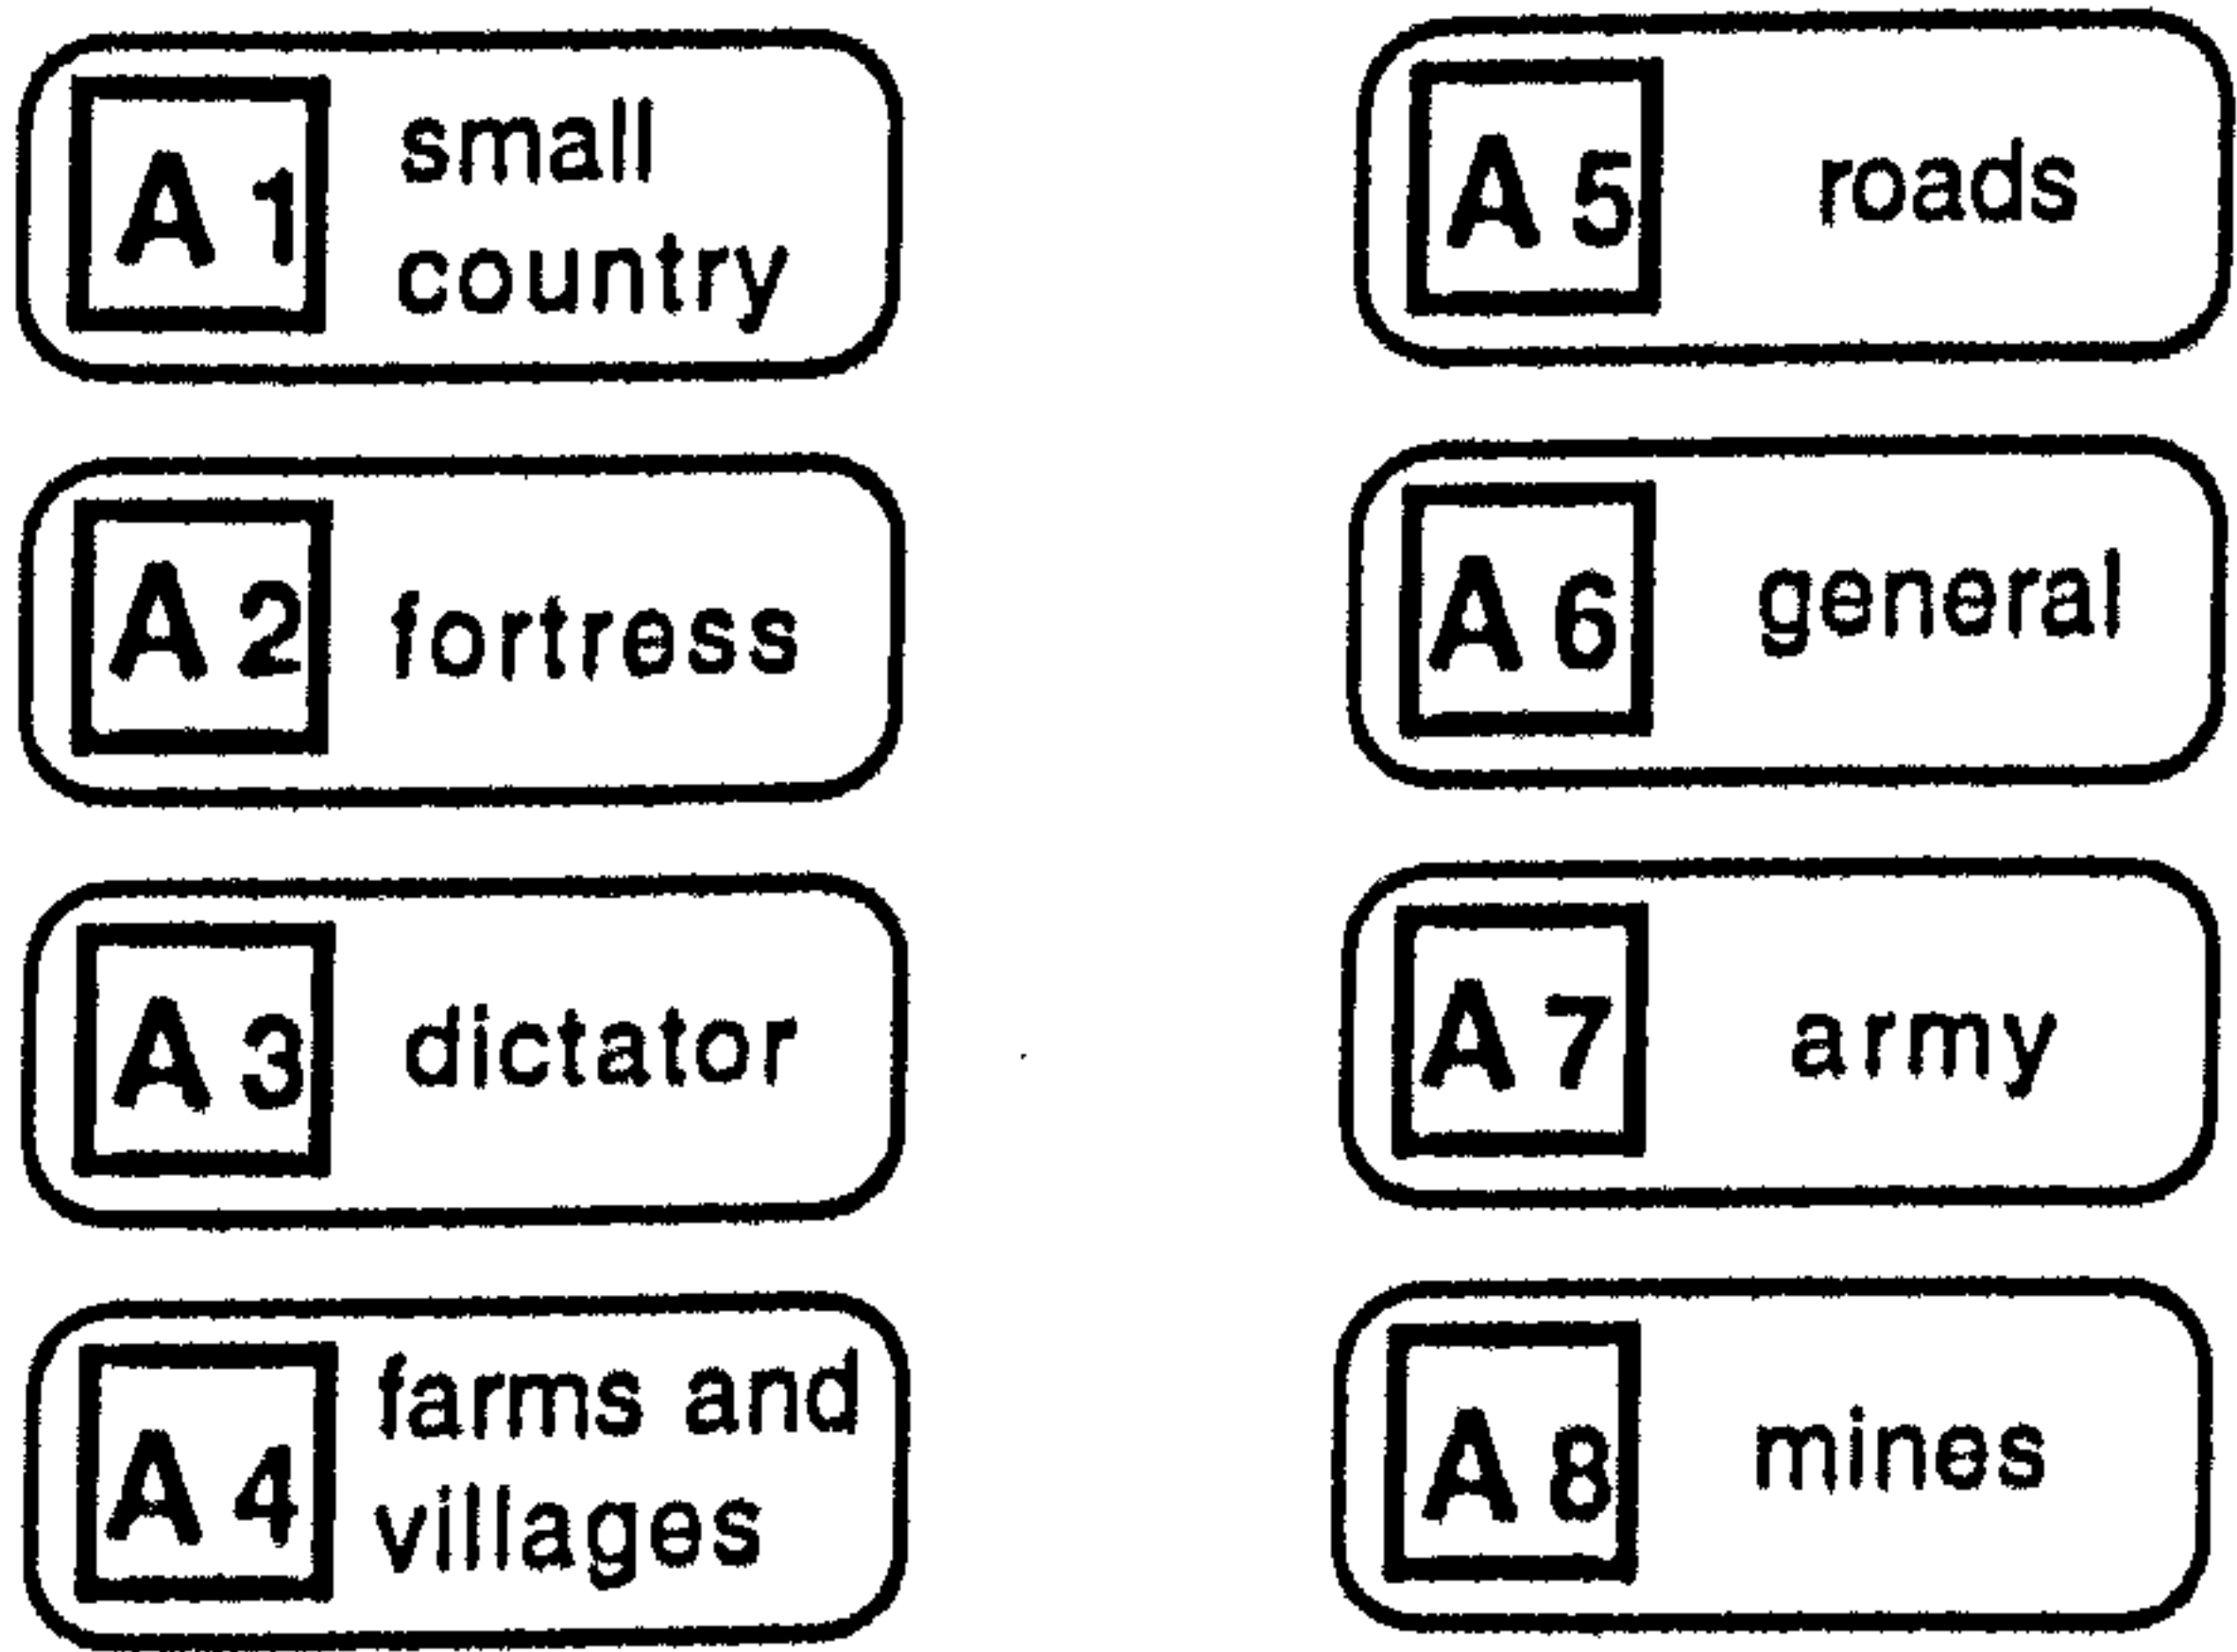 A1 small
country
A2 fortress
A3 dictator
A4 farms and
villages
A5 roads
A6 general
A7 army
A8 mines